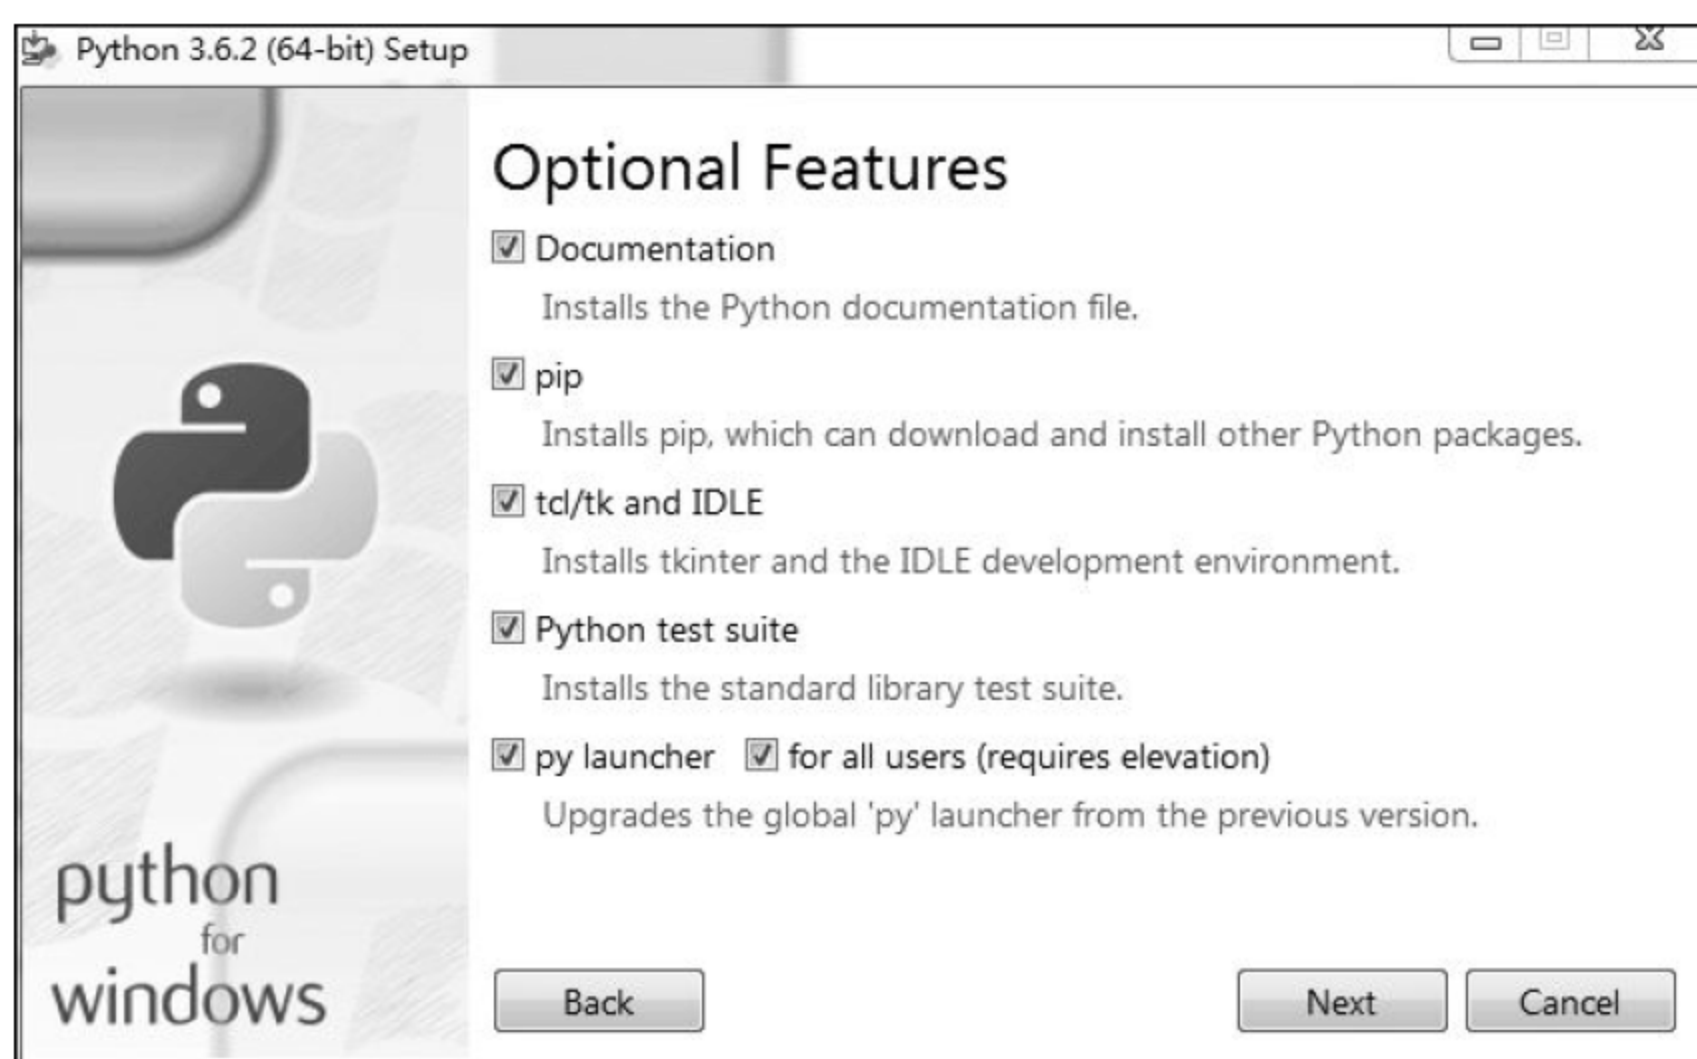 Python 3.6.2 (64-bit) Setup
Optional Features
Documentation
Installs the Python documentation file.
pip
Installs pip, which can download and install other Python packages.
tcl/tk and IDLE
Installs tkinter and the IDLE development environment.
Python test suite
Installs the standard library test suite.
py launcher for all users (requires elevation)
Upgrades the global 'py' launcher from the previous version.
python
for
windows
Back Next Cancel